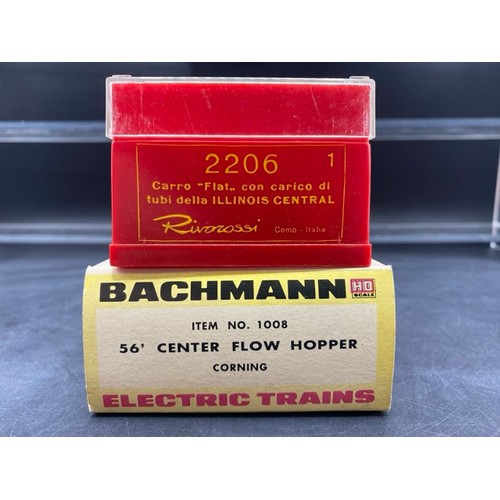 2206 1
Carro "Flat„ con carico di
tubi della ILLINOIS CENTRAL
Rivarossi Como - Italia
BACHMANN HO SCALE
ITEM NO. 1008
56' CENTER FLOW HOPPER
CORNING
ELECTRIC TRAINS